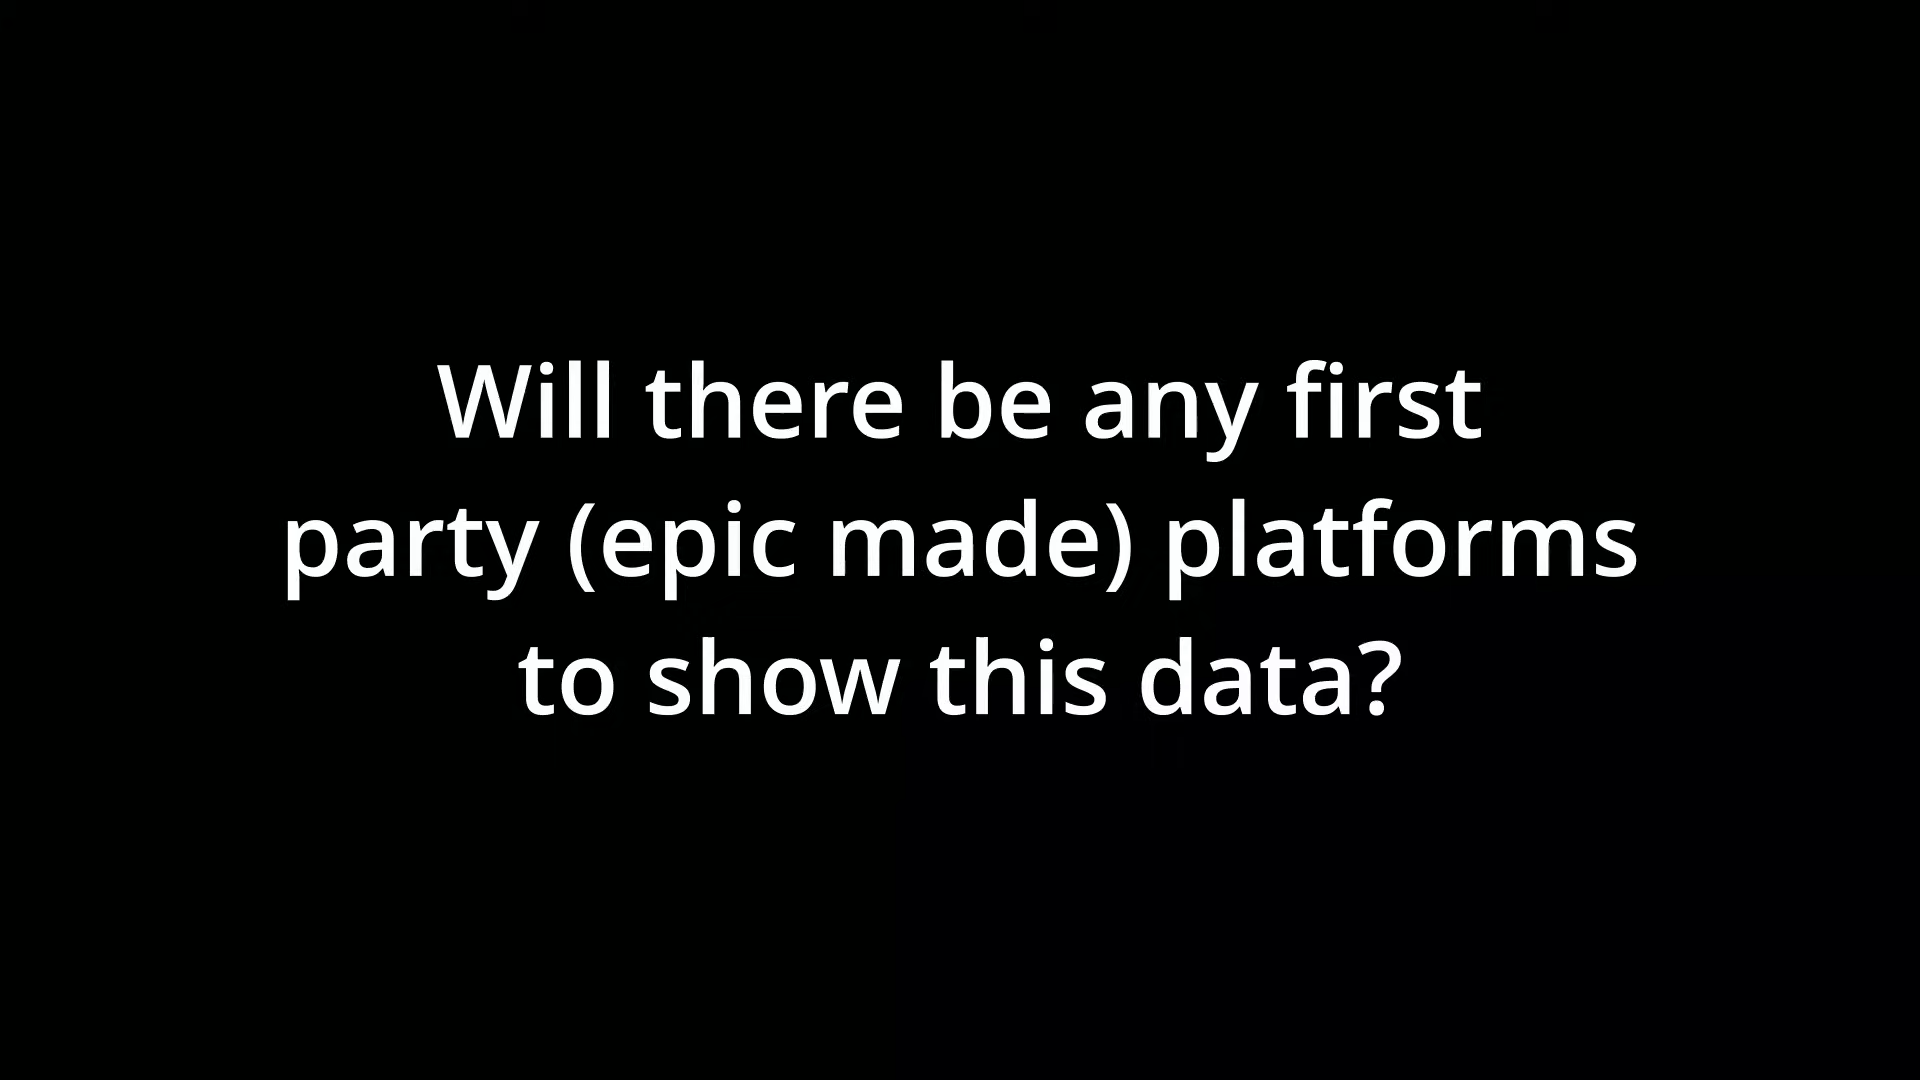 Will there be any first
party (epic made) platforms
to show this data?